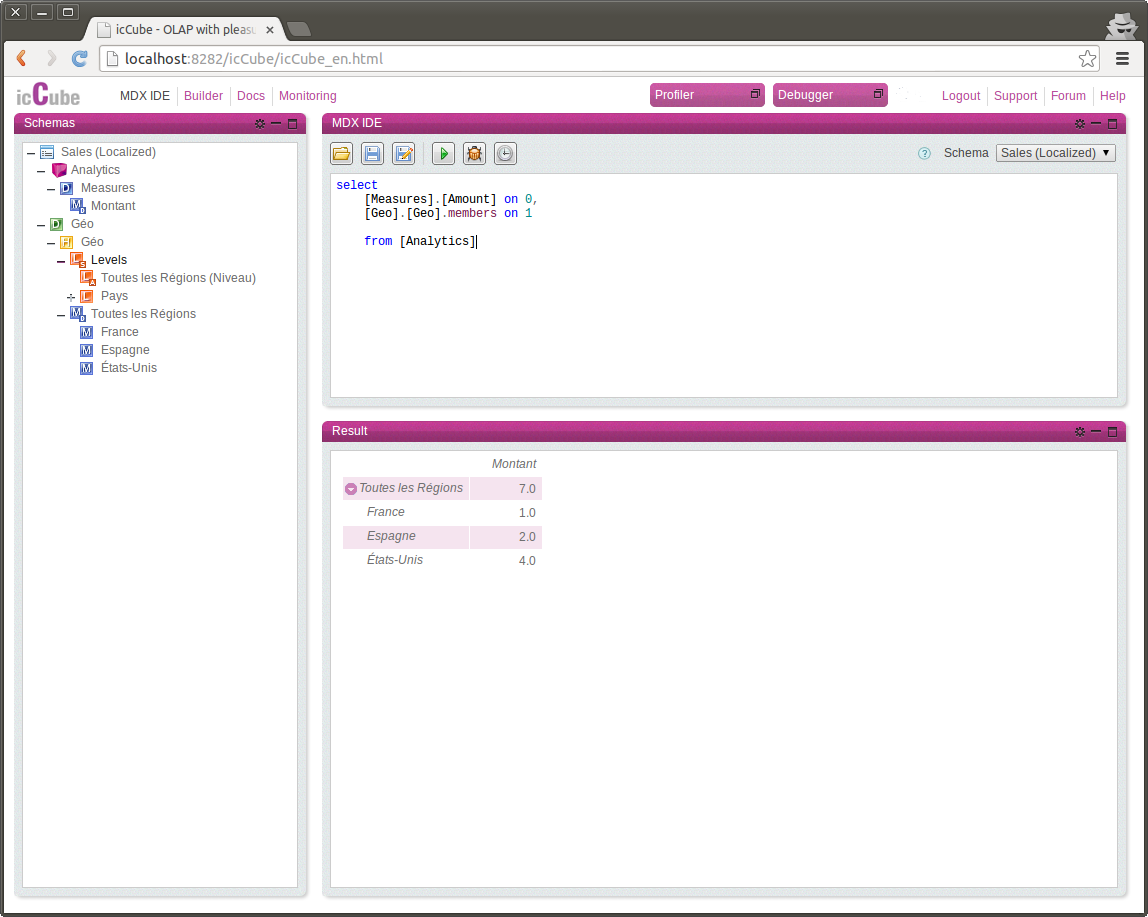 icCube - OLAP with pleasu
localhost:8282/icCube/icCube_en.html
icCube
MDX IDE Builder Docs Monitoring
Profiler Debugger
Logout Support Forum Help
Schemas
Sales (Localized)
Analytics
Measures
Montant
Géo
Géo
Levels
Toutes les Régions (Niveau)
Pays
Toutes les Régions
France
Espagne
États-Unis
MDX IDE
Schema Sales (Localized)
select
[Measures].[Amount] on 0,
[Geo].[Geo].members on 1
from [Analytics]
Result
Montant
Toutes les Régions 7.0
France 1.0
Espagne 2.0
États-Unis 4.0